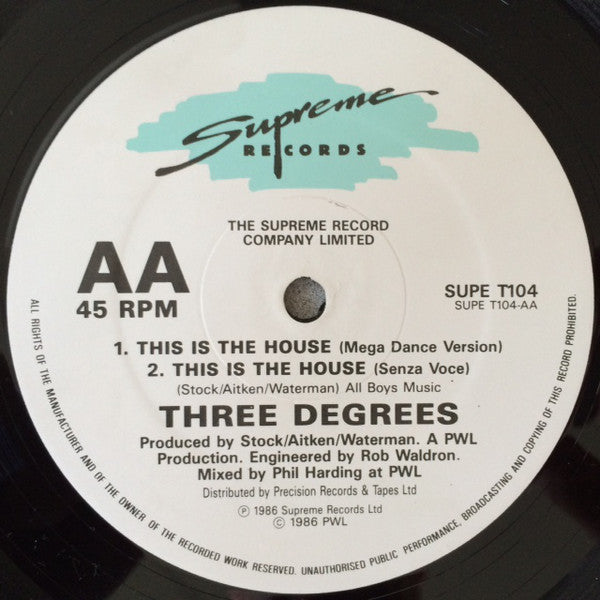 Supreme
RECORDS
THE SUPREME RECORD
COMPANY LIMITED
AA
45 RPM
SUPE T104
SUPE T104-AA
1. THIS IS THE HOUSE (Mega Dance Version)
2. THIS IS THE HOUSE (Senza Voce)
(Stock/Aitken/Waterman) All Boys Music
THREE DEGREES
Produced by Stock/Aitken/Waterman. A PWL
Production. Engineered by Rob Waldron.
Mixed by Phil Harding at PWL
Distributed by Precision Records & Tapes Ltd
Ⓟ 1986 Supreme Records Ltd
© 1986 PWL
ALL RIGHTS OF THE MANUFACTURER AND OF THE OWNER OF THE RECORDED WORK RESERVED. UNAUTHORISED PUBLIC PERFORMANCE, BROADCASTING AND COPYING OF THIS RECORD PROHIBITED.